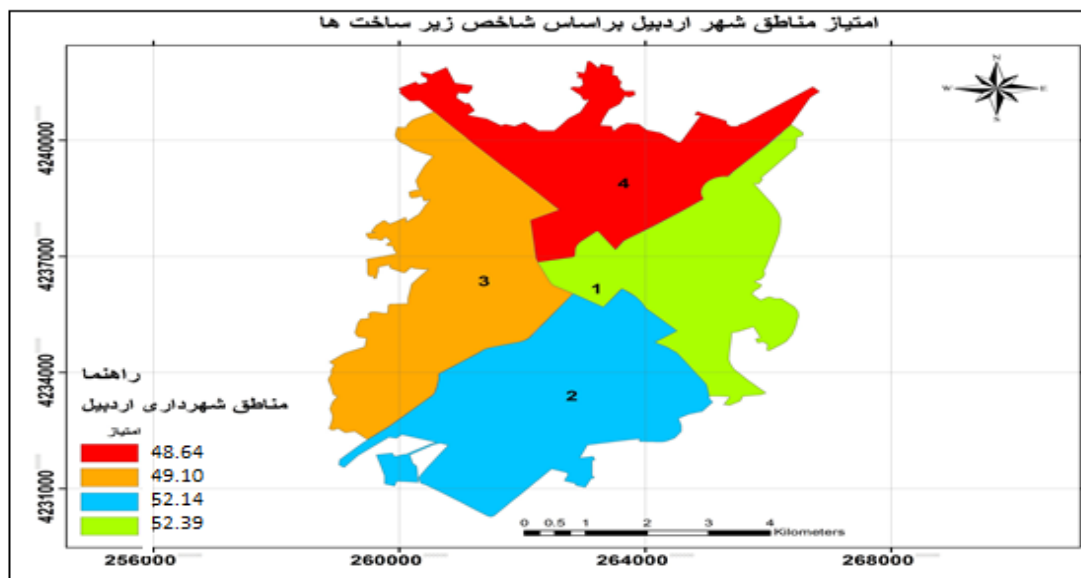 امتیاز مناطق شهر اردبیل براساس شاخص زیر ساخت ها
N
W E
S
4240000
4237000
4234000
4231000
4
3
1
2
راهنما
مناطق شهرداری اردبیل
امتیاز
48.64
49.10
52.14
52.39
0 0.5 1 2 3 4
Kilometers
256000 260000 264000 268000